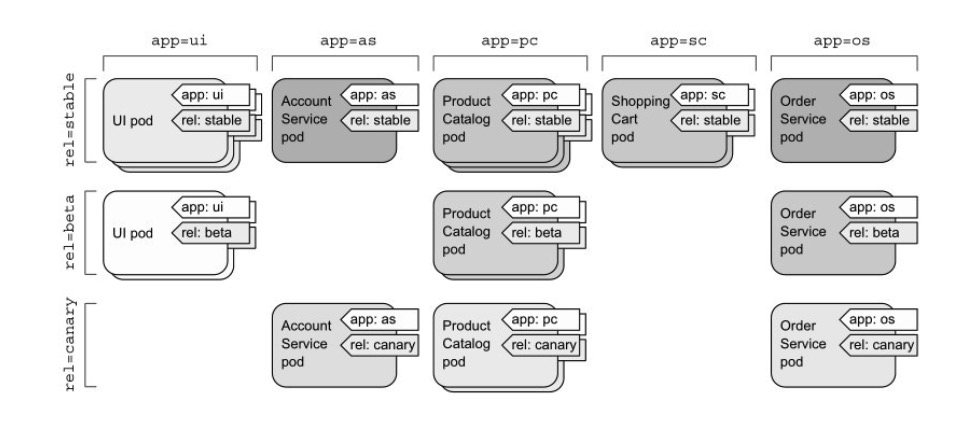 app=ui
app=as
app=pc
app=sc
app=os
rel=stable
UI pod
app: ui
rel: stable
Account
Service
pod
app: as
rel: stable
Product
Catalog
pod
app: pc
rel: stable
Shopping
Cart
pod
app: sc
rel: stable
Order
Service
pod
app: os
rel: stable
rel=beta
UI pod
app: ui
rel: beta
Product
Catalog
pod
app: pc
rel: beta
Order
Service
pod
app: os
rel: beta
rel=canary
Account
Service
pod
app: as
rel: canary
Product
Catalog
pod
app: pc
rel: canary
Order
Service
pod
app: os
rel: canary